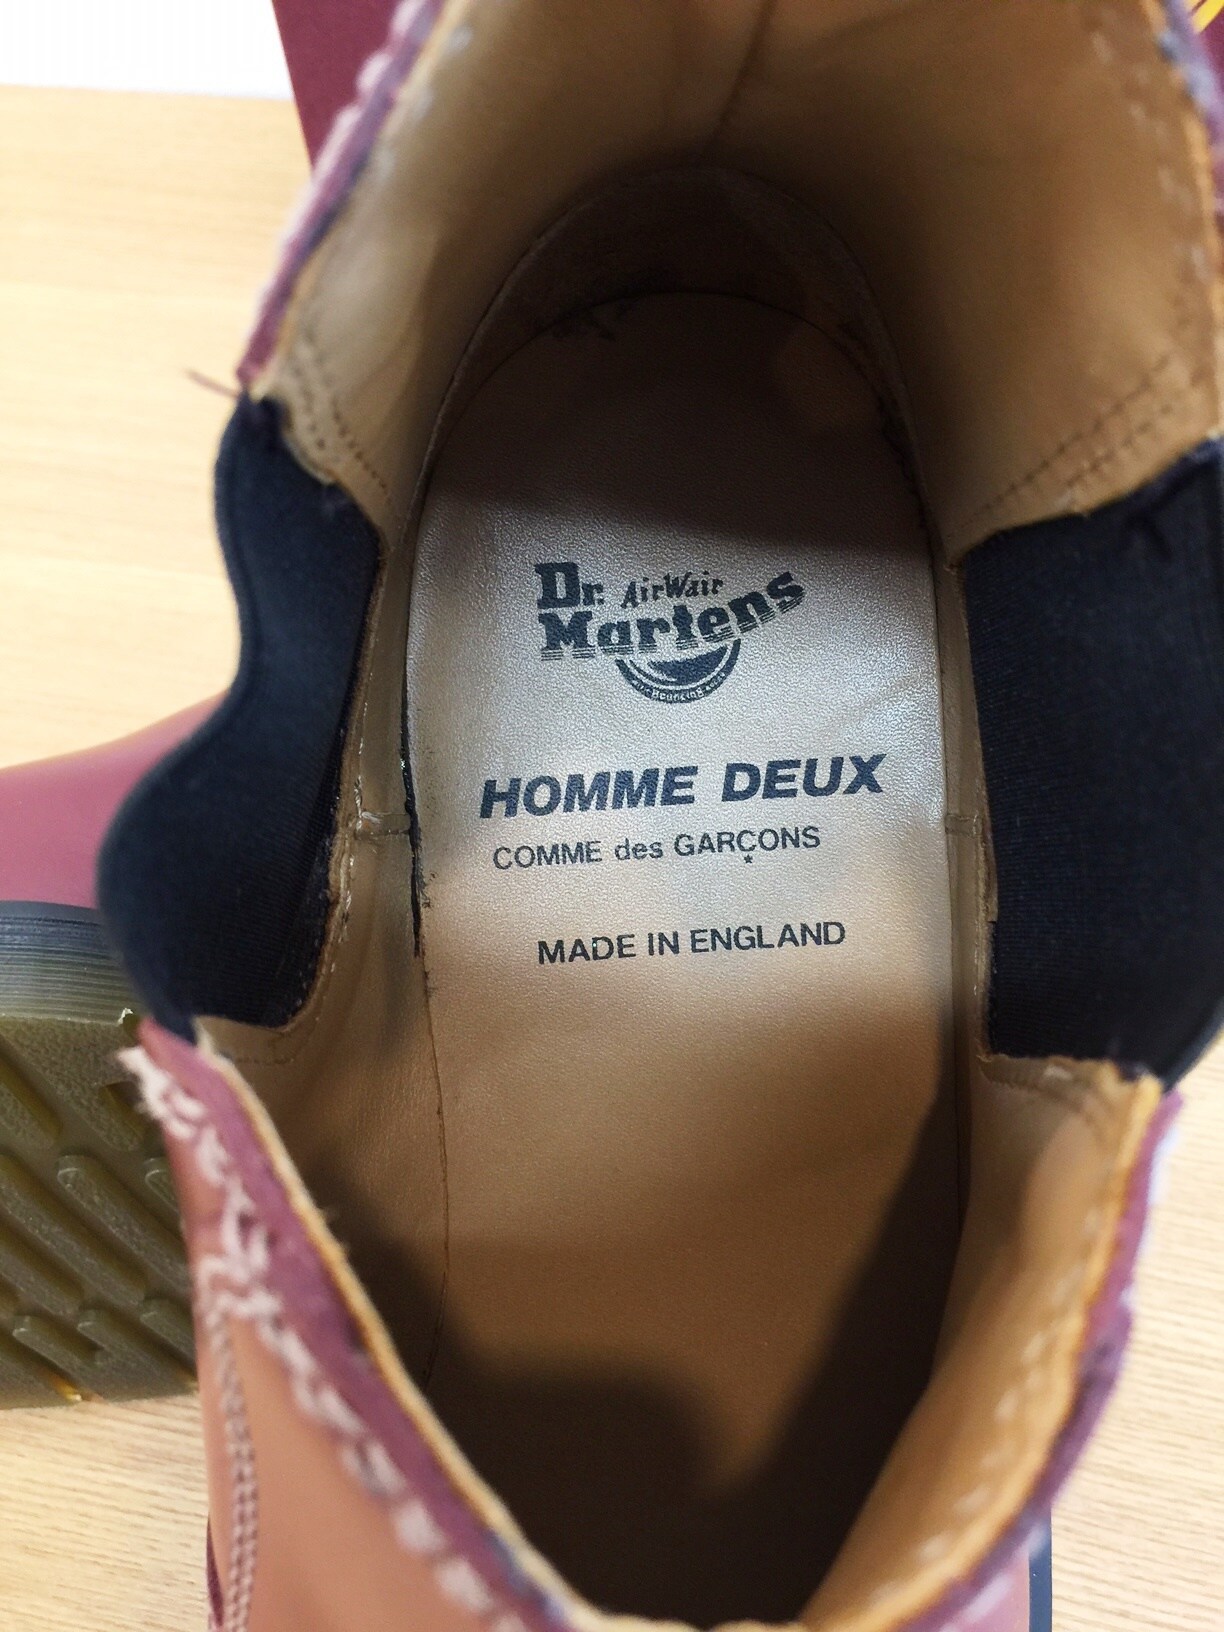 Dr. AirWair
Martens
HOMME DEUX
COMME des GARÇONS
MADE IN ENGLAND